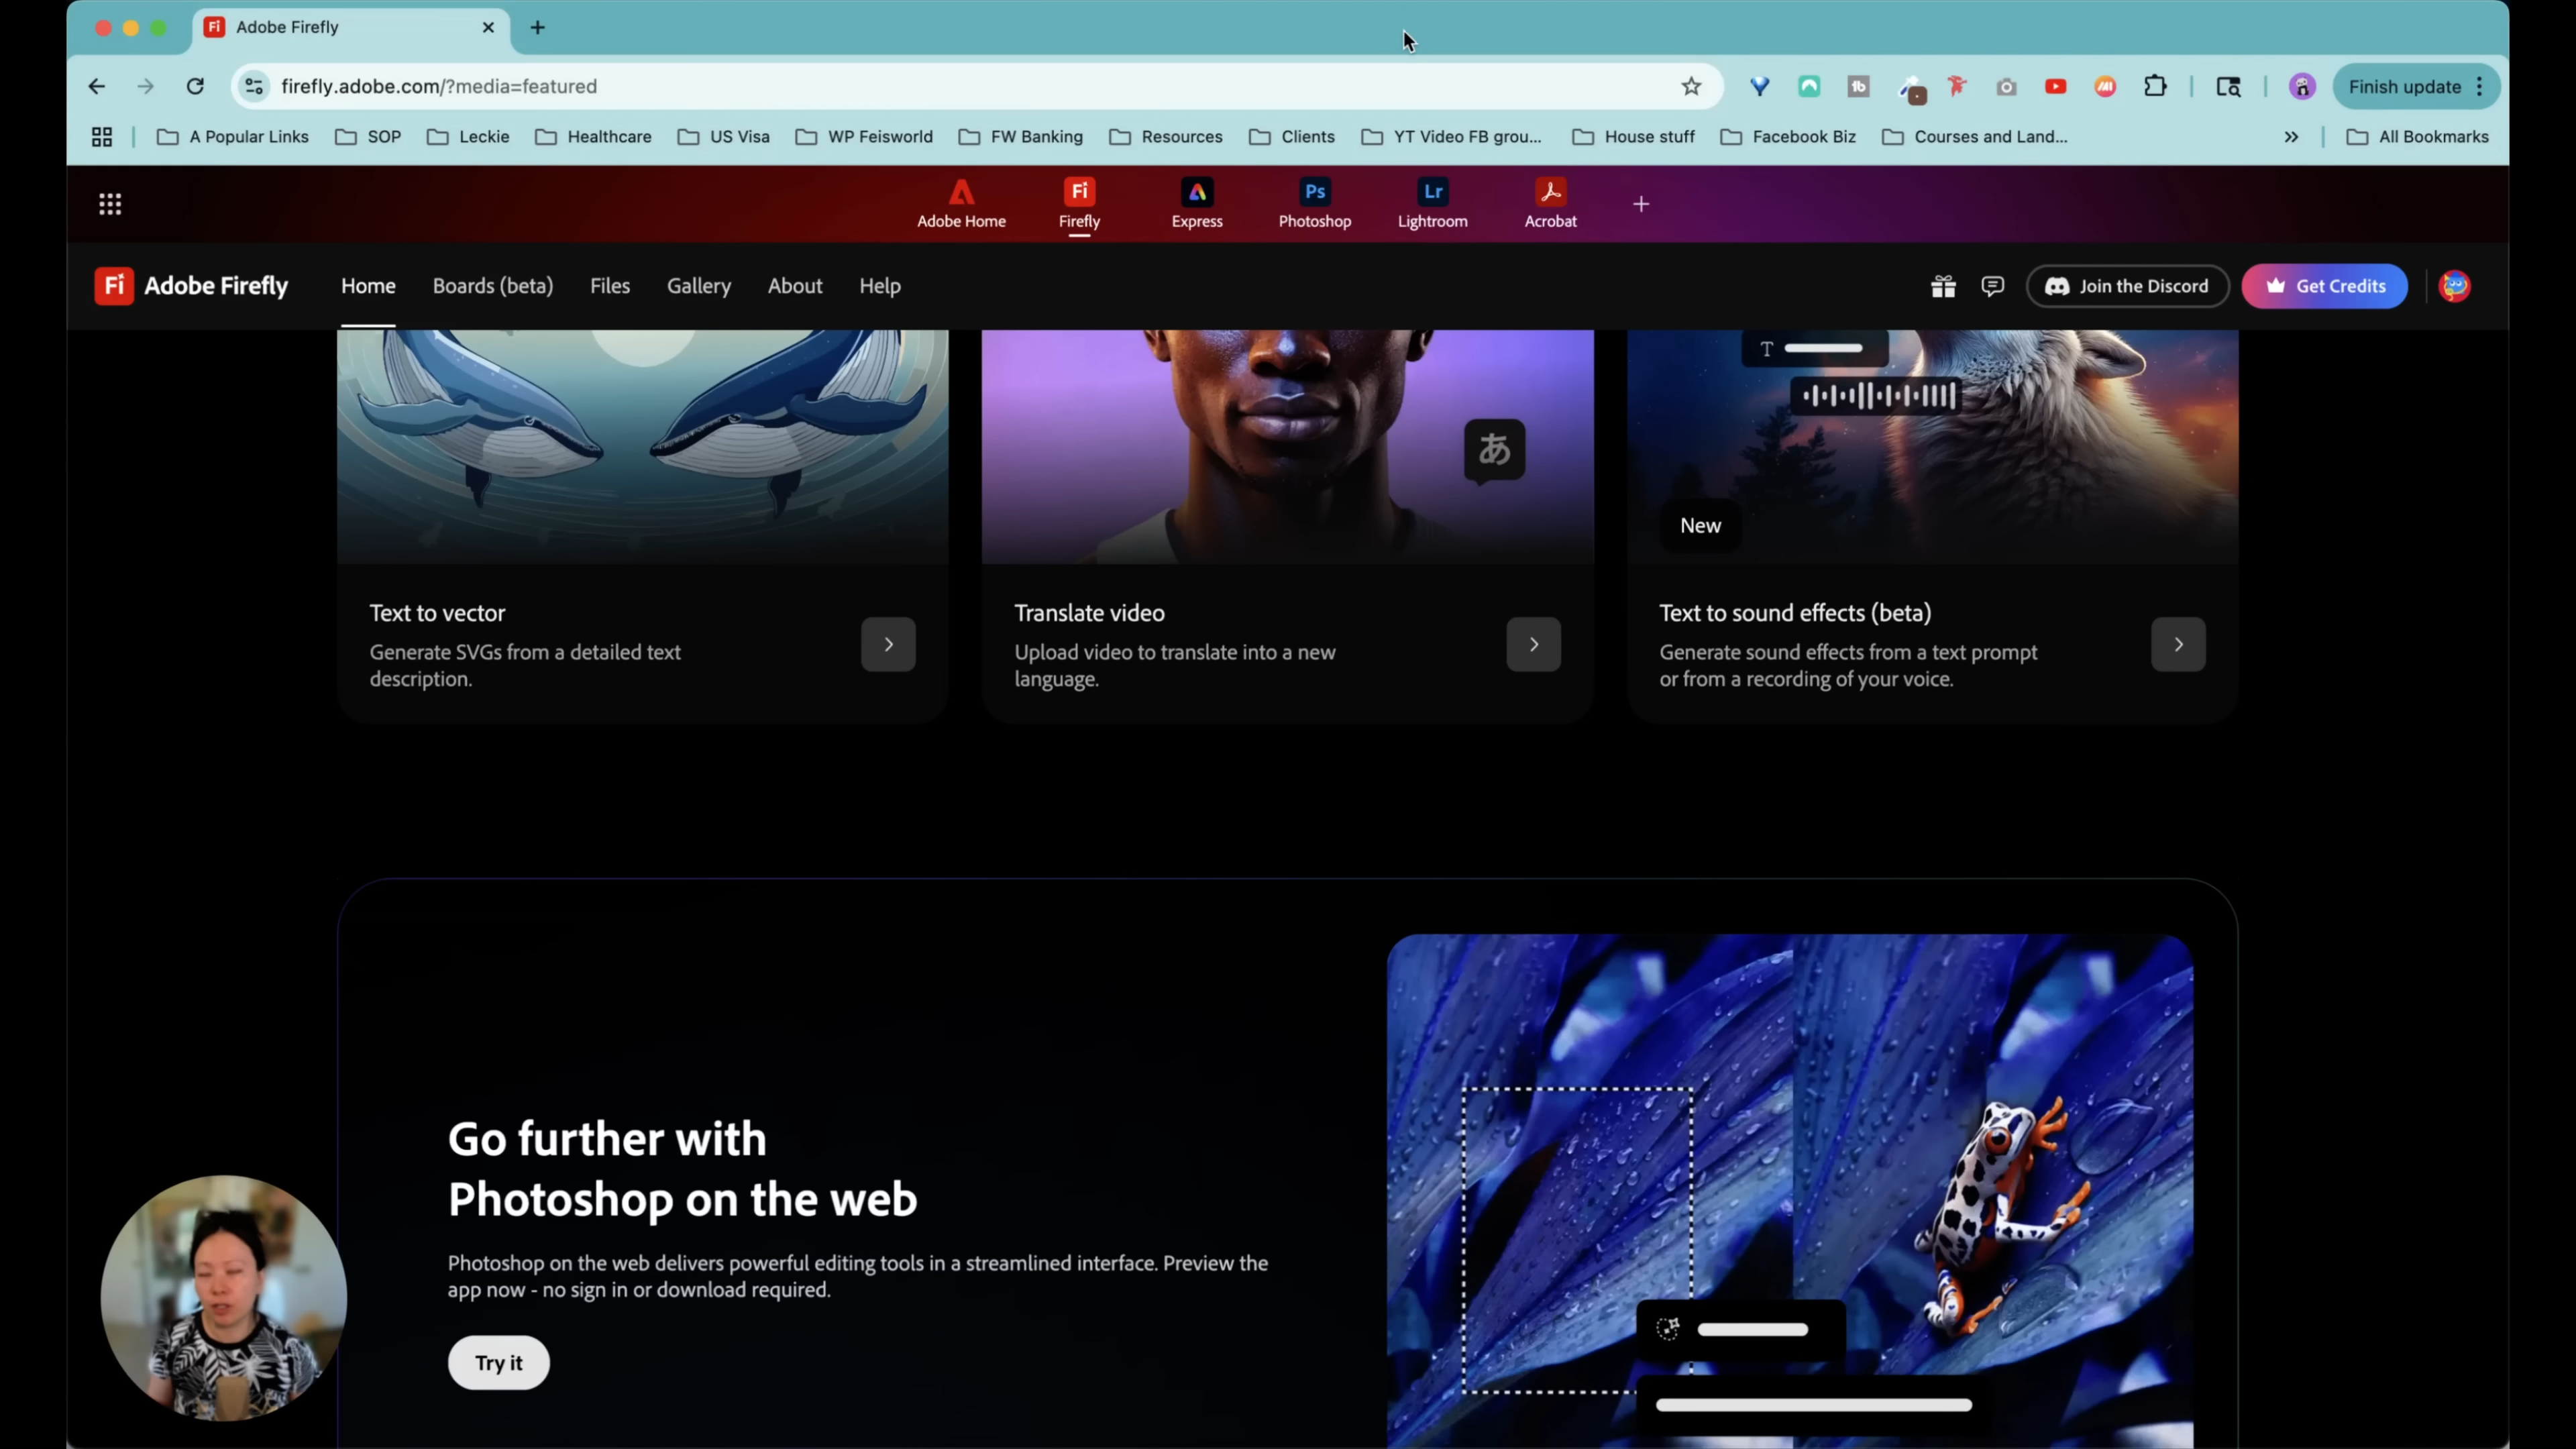 Fi Adobe Firefly
firefly.adobe.com/?media=featured
Finish update
A Popular Links SOP Leckie Healthcare US Visa WP Feisworld FW Banking Resources Clients YT Video FB grou... House stuff Facebook Biz Courses and Land... All Bookmarks
Fi Ps Lr
Adobe Home Firefly Express Photoshop Lightroom Acrobat
Fi Adobe Firefly Home Boards (beta) Files Gallery About Help Join the Discord Get Credits
T
あ
New
Text to vector
Generate SVGs from a detailed text
description.
Translate video
Upload video to translate into a new
language.
Text to sound effects (beta)
Generate sound effects from a text prompt
or from a recording of your voice.
Go further with
Photoshop on the web
Photoshop on the web delivers powerful editing tools in a streamlined interface. Preview the
app now - no sign in or download required.
Try it